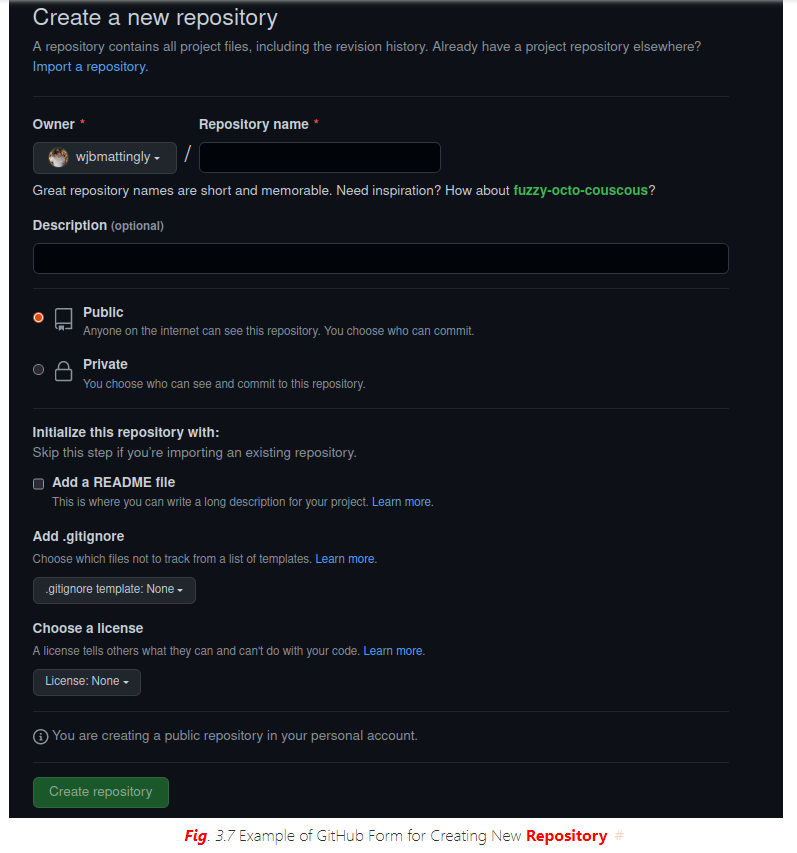 Create a new repository
A repository contains all project files, including the revision history. Already have a project repository elsewhere?
Import a repository.
Owner * Repository name *
wjbmattingly /
Great repository names are short and memorable. Need inspiration? How about fuzzy-octo-couscous?
Description (optional)
Public
Anyone on the internet can see this repository. You choose who can commit.
Private
You choose who can see and commit to this repository.
Initialize this repository with:
Skip this step if you're importing an existing repository.
Add a README file
This is where you can write a long description for your project. Learn more.
Add .gitignore
Choose which files not to track from a list of templates. Learn more.
.gitignore template: None
Choose a license
A license tells others what they can and can't do with your code. Learn more.
License: None
You are creating a public repository in your personal account.
Create repository
Fig. 3.7 Example of GitHub Form for Creating New Repository #